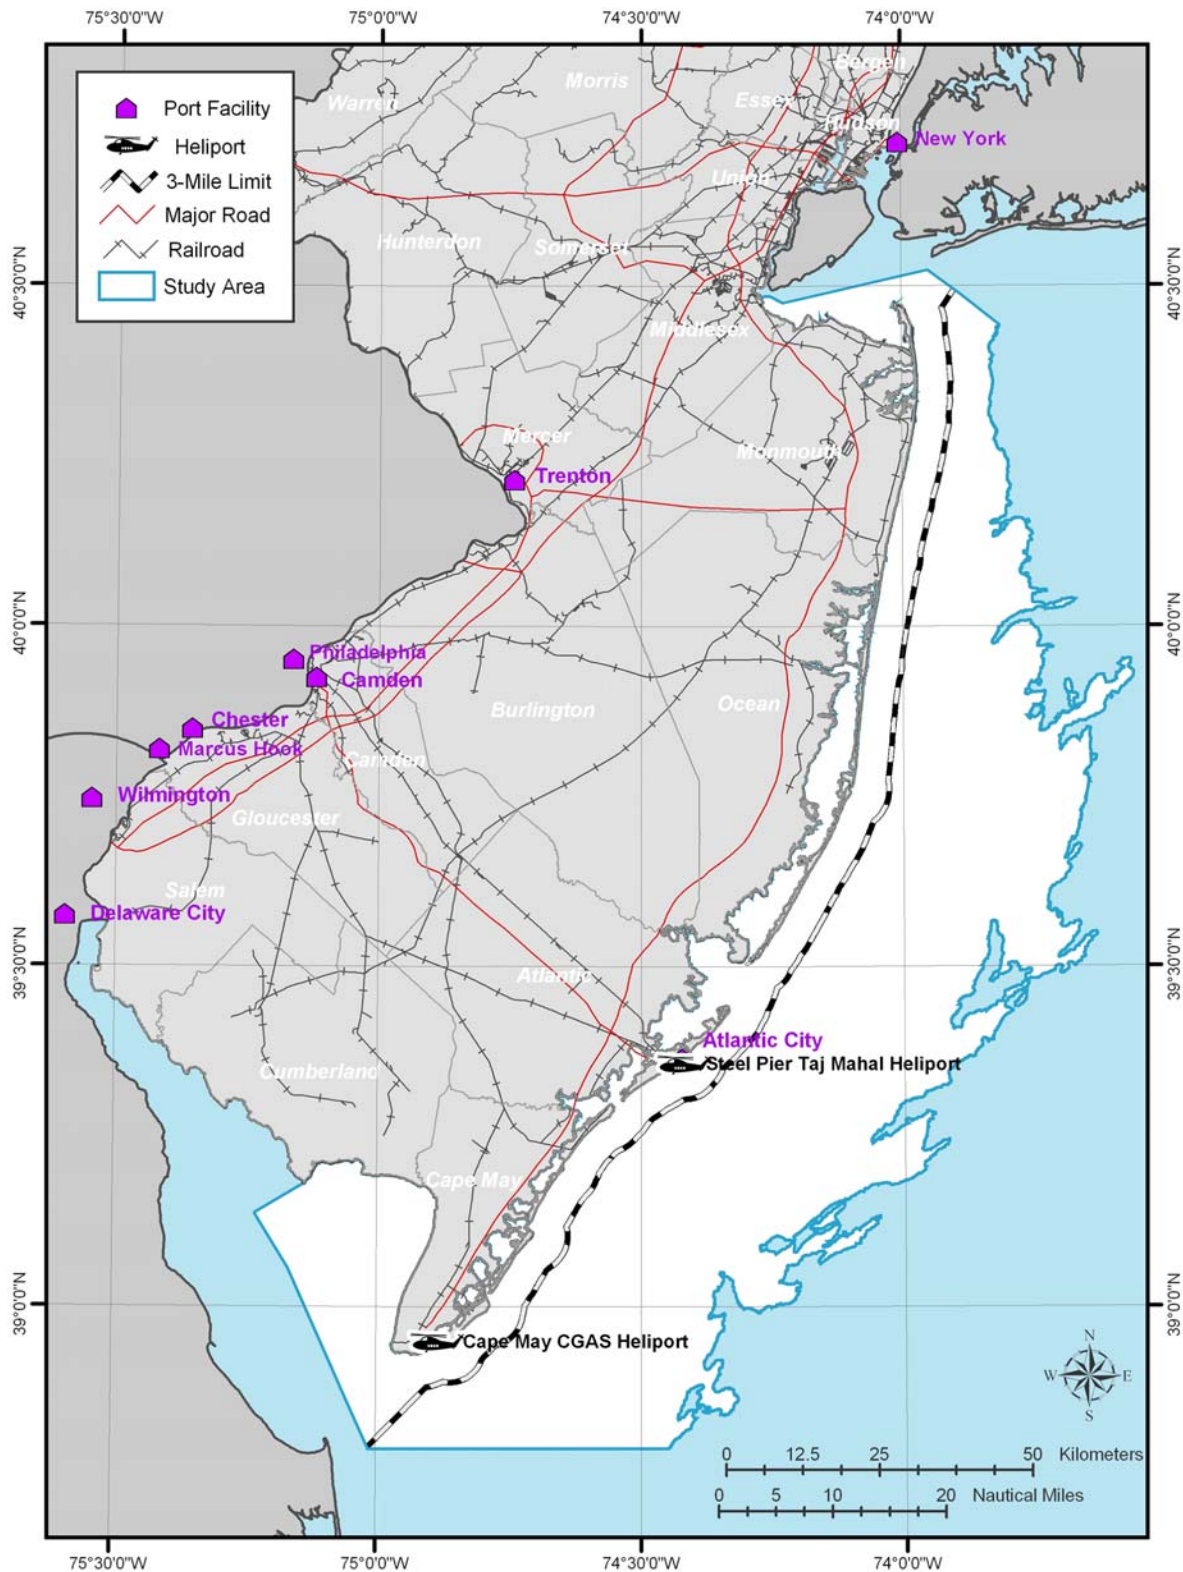 75°30'0"W 75°0'0"W 74°30'0"W 74°0'0"W
Port Facility
Heliport
3-Mile Limit
Major Road
Railroad
Study Area
Bergen
Morris
Warren
Essex
Hudson
New York
Union
Hunterdon
Somerset
40°30'0"N 40°30'0"N
Middlesex
Mercer
Monmouth
Trenton
40°0'0"N 40°0'0"N
Philadelphia
Camden
Burlington
Ocean
Chester
Marcus Hook
Camden
Wilmington
Gloucester
Salem
Delaware City
39°30'0"N 39°30'0"N
Atlantic
Atlantic City
Steel Pier Taj Mahal Heliport
Cumberland
Cape May
39°0'0"N 39°0'0"N
Cape May CGAS Heliport
N
W E
S
0 12.5 25 50 Kilometers
0 5 10 20 Nautical Miles
75°30'0"W 75°0'0"W 74°30'0"W 74°0'0"W